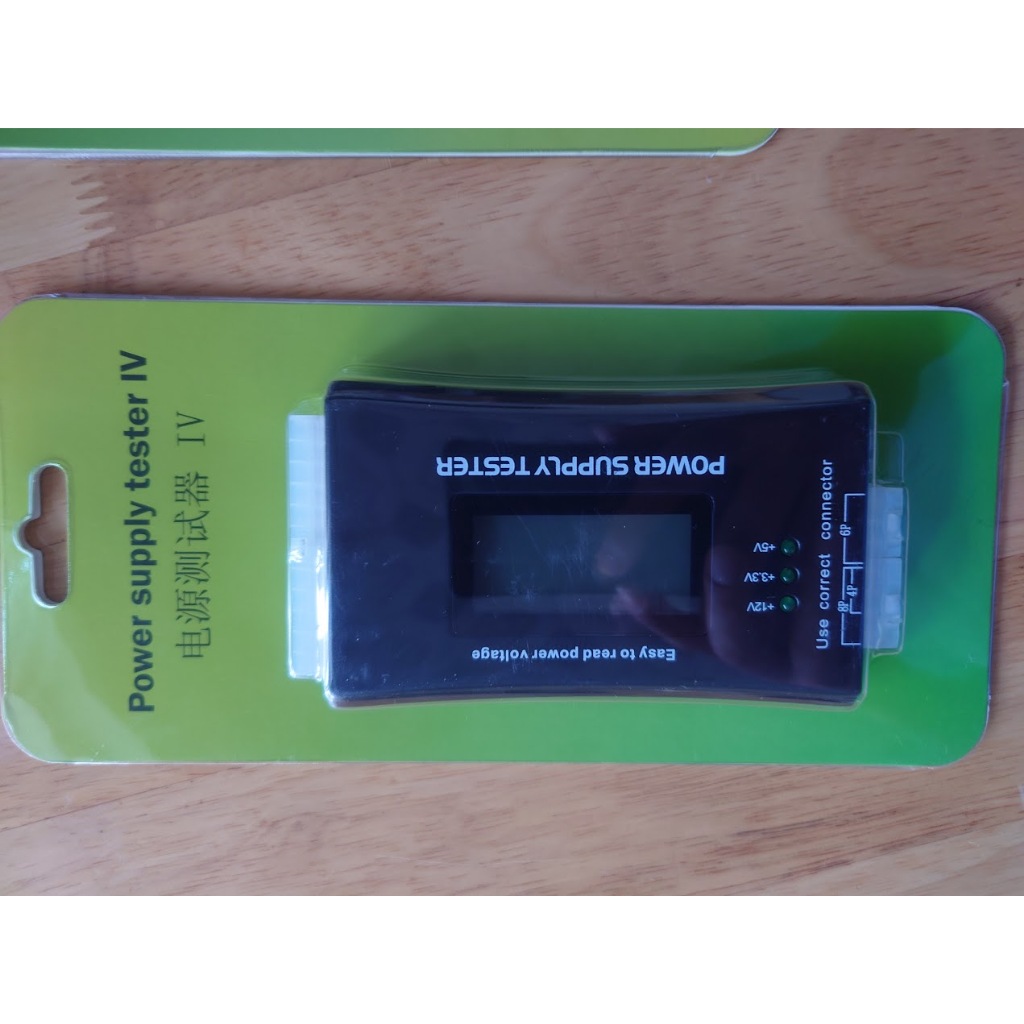 Power supply tester IV
电源测试器 IV
POWER SUPPLY TESTER
Easy to read power voltage
+5V
+3.3V
+12V
Use correct connector
8P
4P
6P